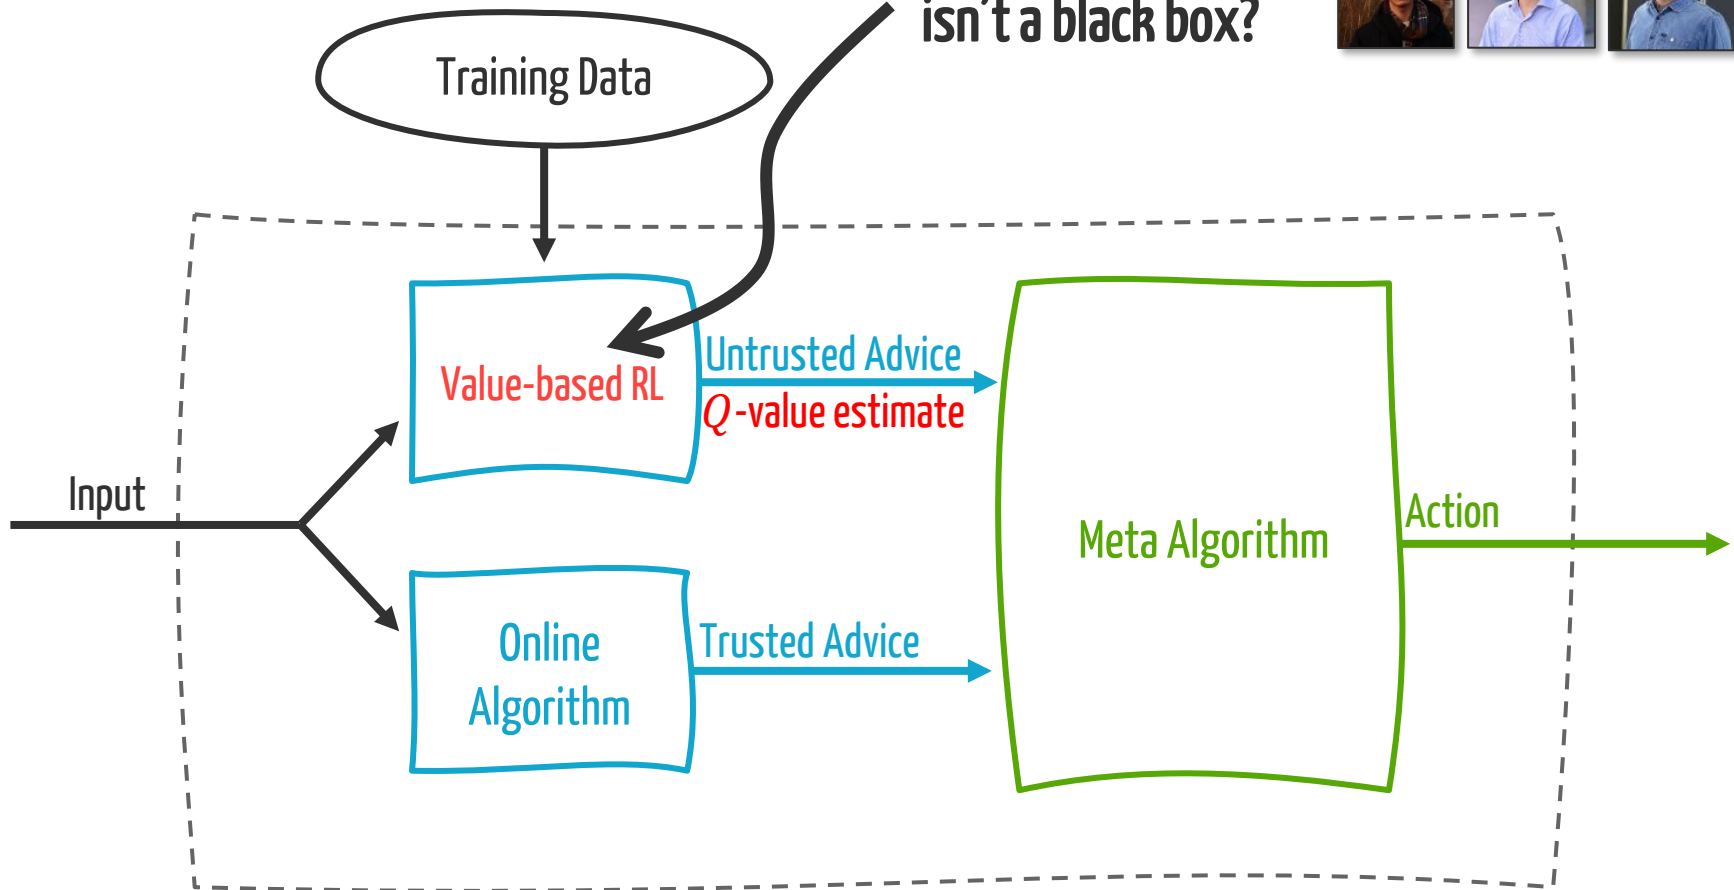 isn't a black box?
Training Data
Value-based RL
Untrusted Advice
Q-value estimate
Input
Meta Algorithm
Action
Online
Algorithm
Trusted Advice